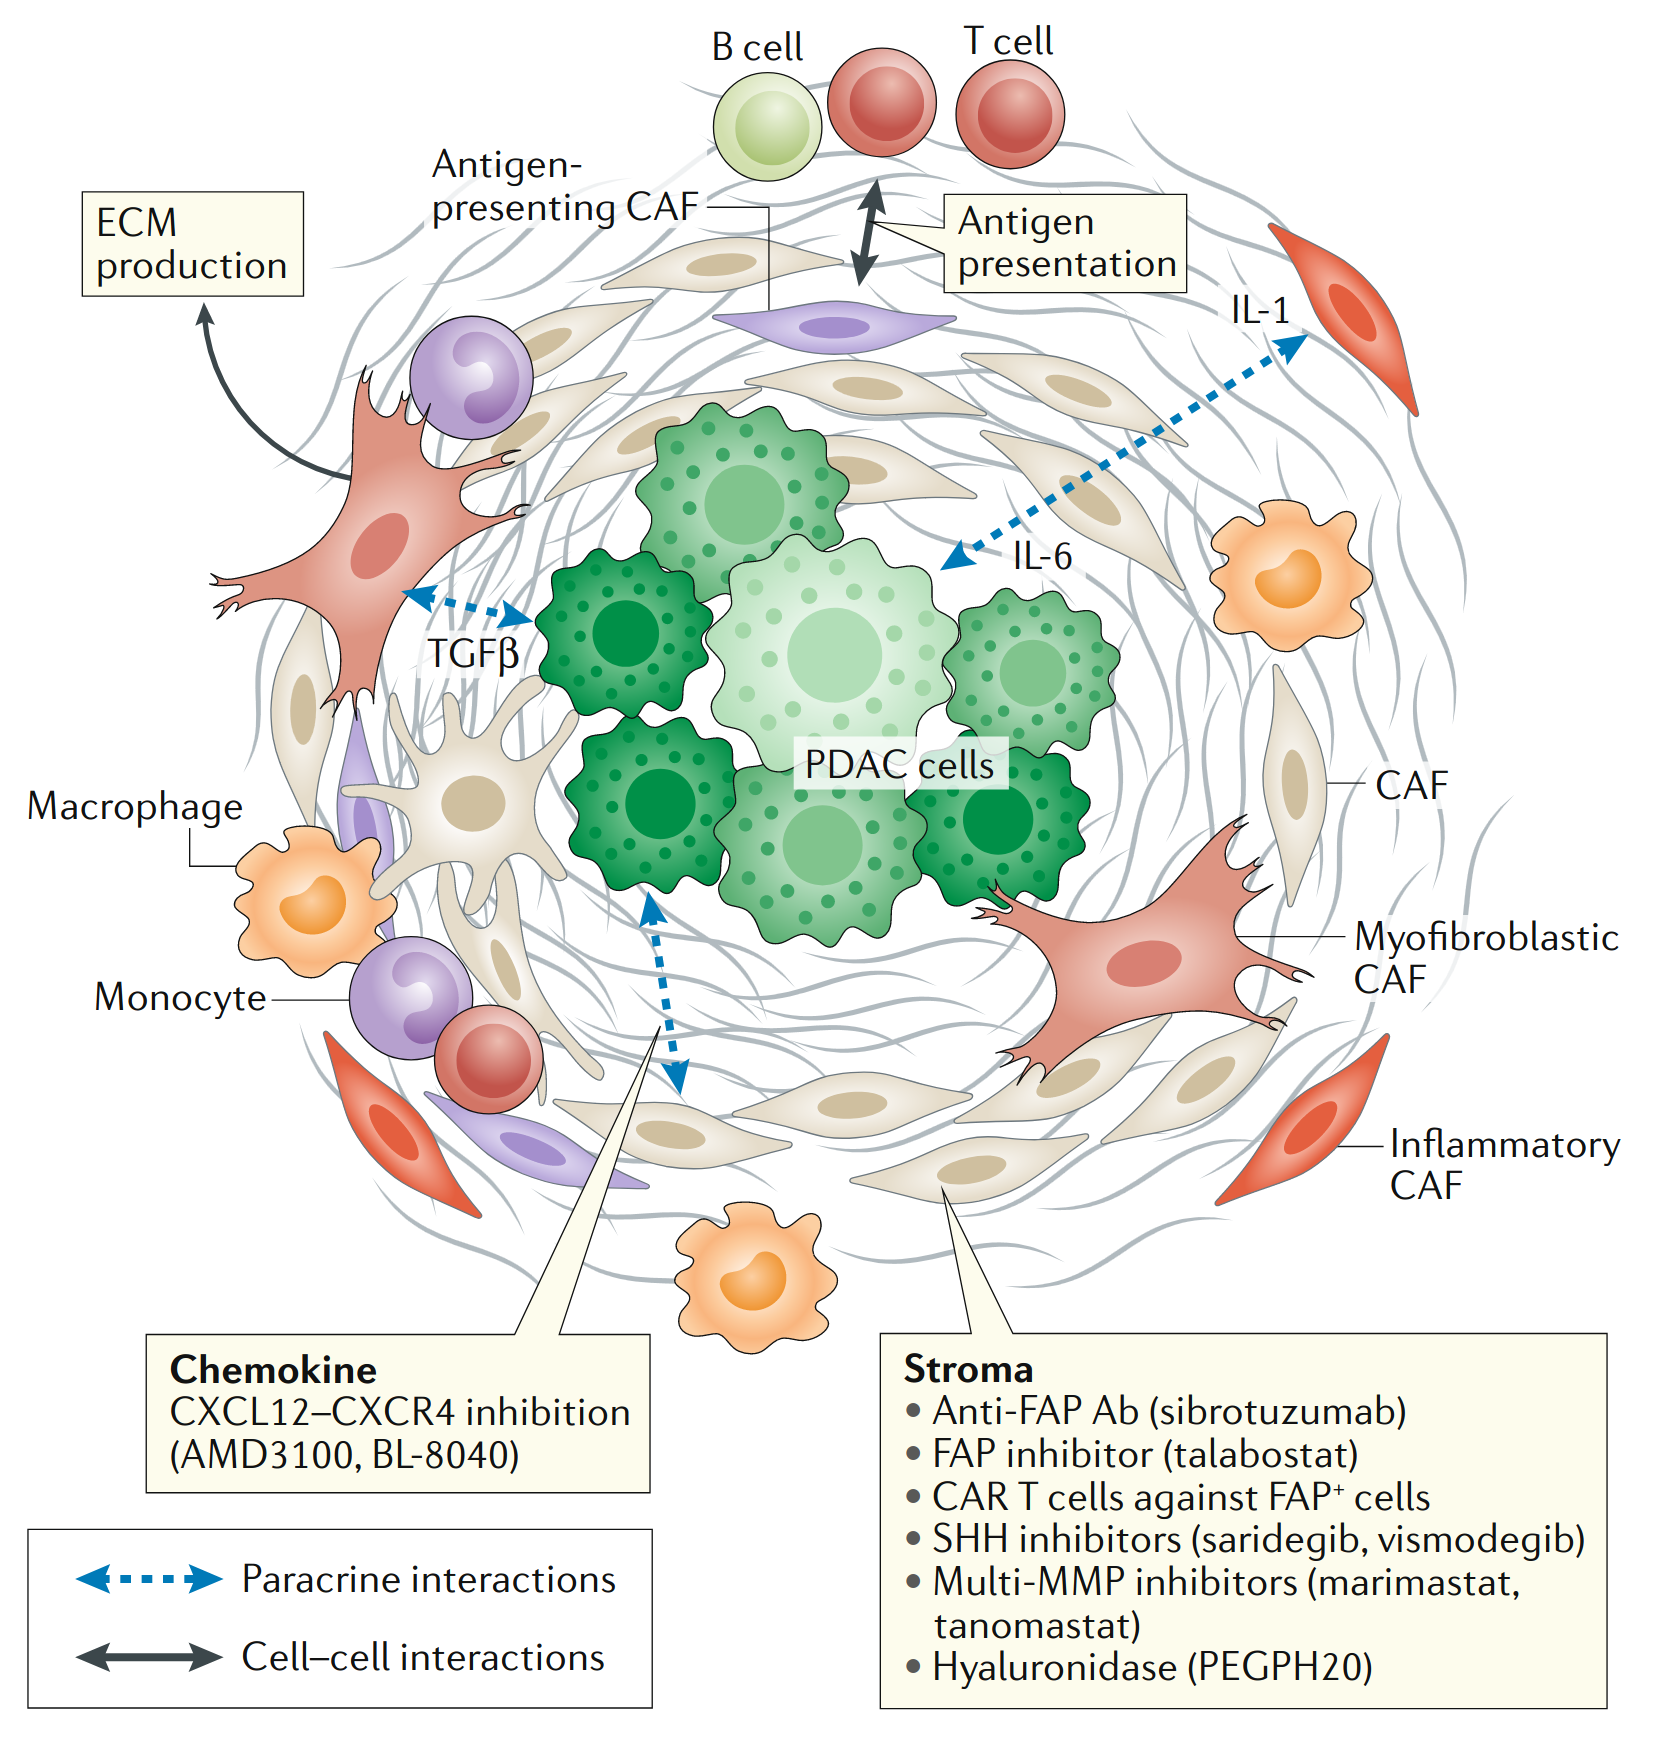 B cell
T cell
Antigen-
presenting CAF
ECM
production
Antigen
presentation
IL-1
IL-6
TGFβ
PDAC cells
CAF
Macrophage
Myofibroblastic
CAF
Monocyte
Inflammatory
CAF
Chemokine
CXCL12–CXCR4 inhibition
(AMD3100, BL-8040)
Stroma
• Anti-FAP Ab (sibrotuzumab)
• FAP inhibitor (talabostat)
• CAR T cells against FAP⁺ cells
• SHH inhibitors (saridegib, vismodegib)
• Multi-MMP inhibitors (marimastat,
tanomastat)
• Hyaluronidase (PEGPH20)
Paracrine interactions
Cell–cell interactions